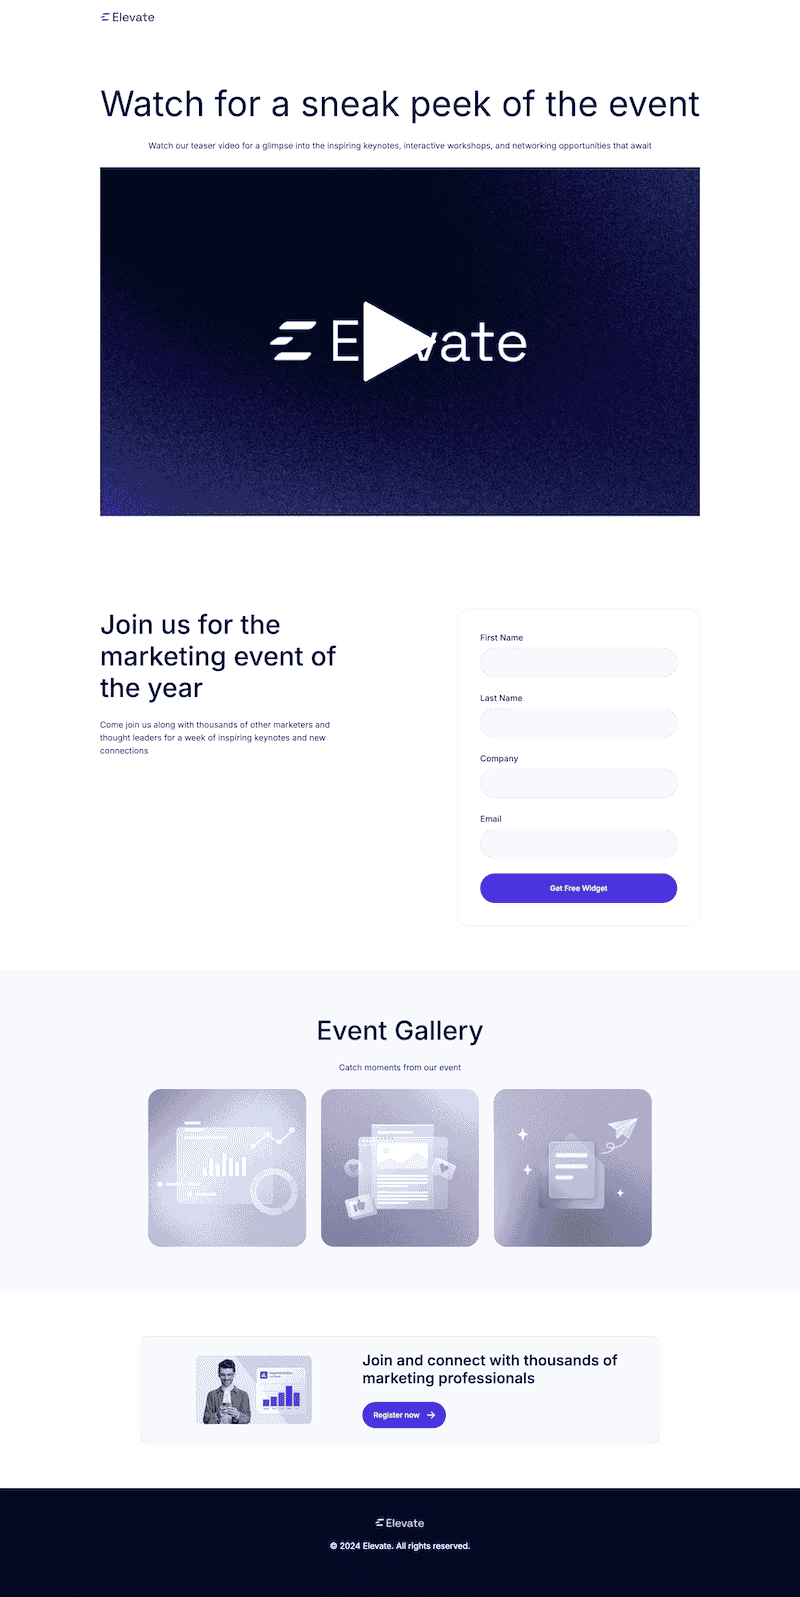 Elevate
Watch for a sneak peek of the event
Watch our teaser video for a glimpse into the inspiring keynotes, interactive workshops, and networking opportunities that await
Join us for the
marketing event of
the year
Come join us along with thousands of other marketers and
thought leaders for a week of inspiring keynotes and new
connections
First Name
Last Name
Company
Email
Get Free Widget
Event Gallery
Catch moments from our event
Join and connect with thousands of
marketing professionals
Register now
Elevate
© 2024 Elevate. All rights reserved.